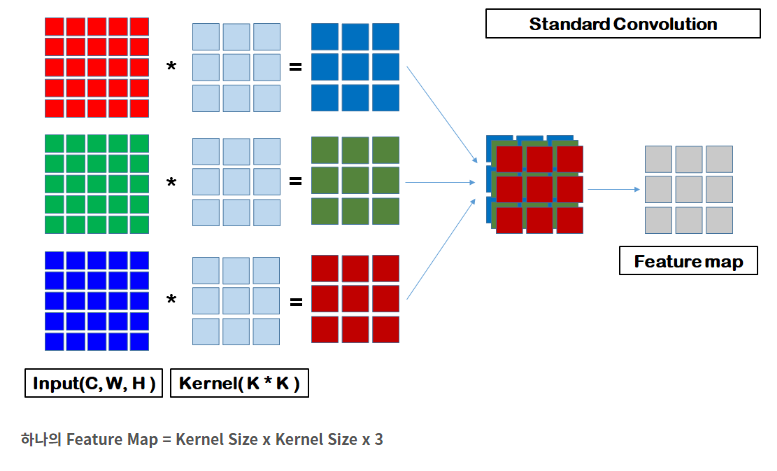 Standard Convolution
* =
* =
* =
Feature map
Input(C, W, H ) Kernel( K * K )
하나의 Feature Map = Kernel Size x Kernel Size x 3